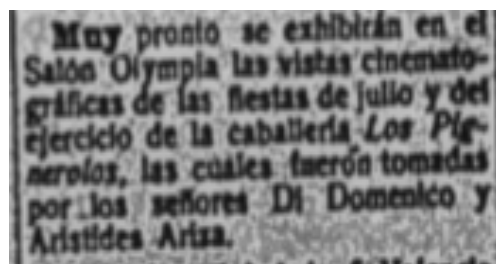 Muy pronto se exhibirán en el
Salón Olympia las vistas cinemato-
gráficas de las fiestas de julio y del
ejercicio de la caballería Los Pig-
nerolos, las cuales fueron tomadas
por los señores Di Domenico y
Arístides Ariza.